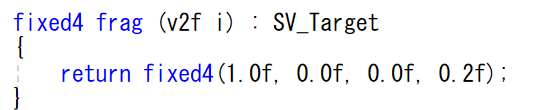 fixed4 frag (v2f i) : SV_Target
{
    return fixed4(1.0f, 0.0f, 0.0f, 0.2f);
}